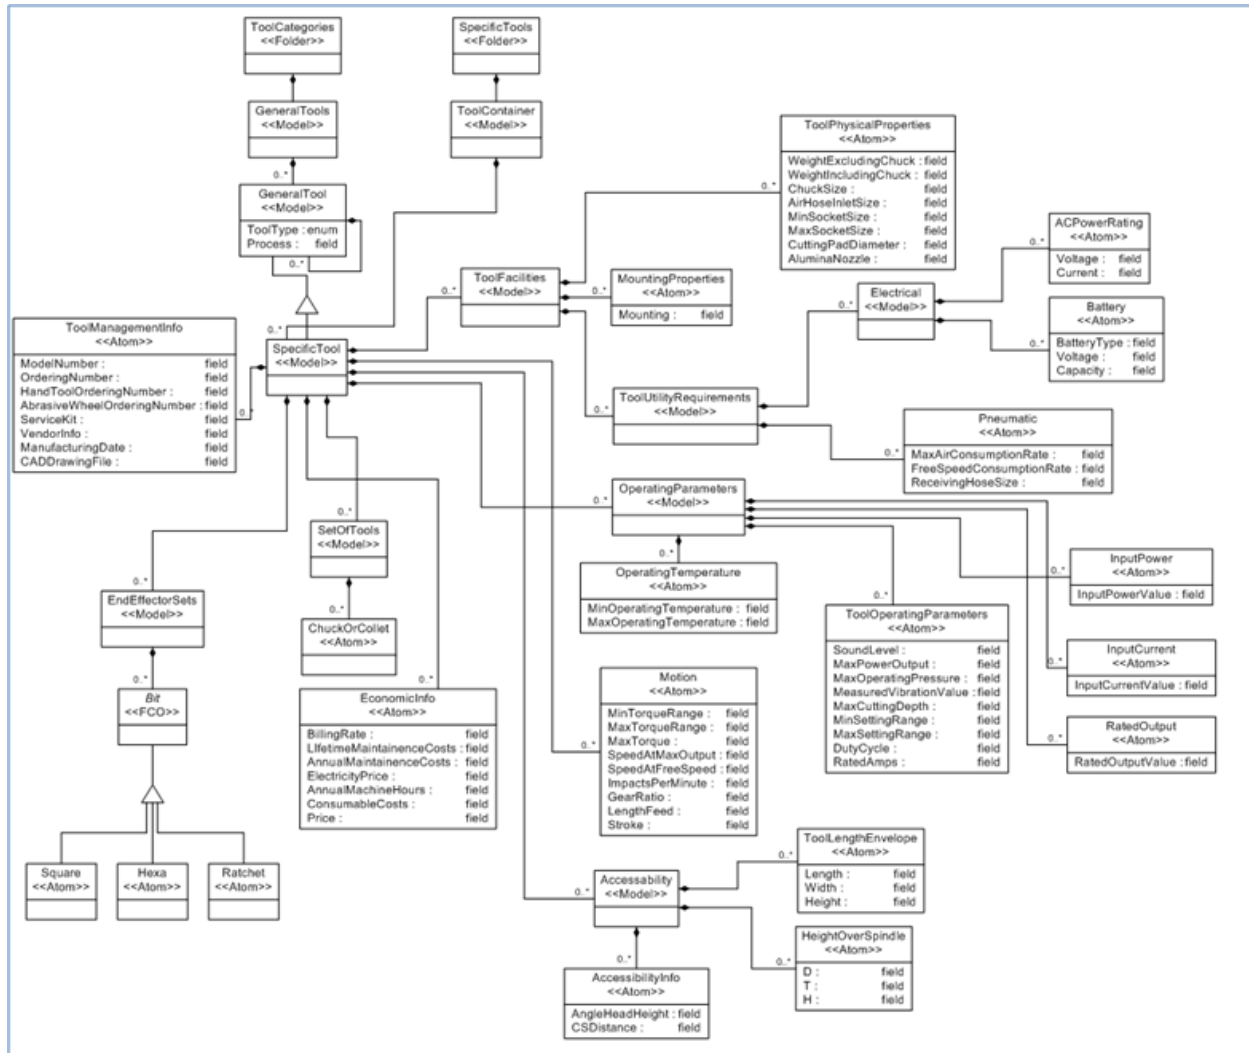 ToolCategories
<<Folder>>
SpecificTools
<<Folder>>
GeneralTools
<<Model>>
ToolContainer
<<Model>>
0..*
GeneralTool
<<Model>>
ToolType : enum
Process : field
0..*
0..*
ToolPhysicalProperties
<<Atom>>
WeightExcludingChuck : field
WeightIncludingChuck : field
ChuckSize : field
AirHoseInletSize : field
MinSocketSize : field
MaxSocketSize : field
CuttingPadDiameter : field
AluminaNozzle : field
0..*
ACPowerRating
<<Atom>>
Voltage : field
Current : field
0..*
ToolFacilities
<<Model>>
0..*
MountingProperties
<<Atom>>
Mounting : field
0..*
Electrical
<<Model>>
0..*
Battery
<<Atom>>
BatteryType : field
Voltage : field
Capacity : field
0..*
ToolManagementInfo
<<Atom>>
ModelNumber : field
OrderingNumber : field
HandToolOrderingNumber : field
AbrasiveWheelOrderingNumber : field
ServiceKit : field
VendorInfo : field
ManufacturingDate : field
CADDrawingFile : field
0..*
SpecificTool
<<Model>>
0..*
ToolUtilityRequirements
<<Model>>
0..*
Pneumatic
<<Atom>>
MaxAirConsumptionRate : field
FreeSpeedConsumptionRate : field
ReceivingHoseSize : field
0..*
OperatingParameters
<<Model>>
0..*
SetOfTools
<<Model>>
0..*
OperatingTemperature
<<Atom>>
MinOperatingTemperature : field
MaxOperatingTemperature : field
0..*
InputPower
<<Atom>>
InputPowerValue : field
0..*
EndEffectorSets
<<Model>>
0..*
ChuckOrCollet
<<Atom>>
0..*
ToolOperatingParameters
<<Atom>>
SoundLevel : field
MaxPowerOutput : field
MaxOperatingPressure : field
MeasuredVibrationValue : field
MaxCuttingDepth : field
MinSettingRange : field
MaxSettingRange : field
DutyCycle : field
RatedAmps : field
0..*
InputCurrent
<<Atom>>
InputCurrentValue : field
0..*
Bit
<<FCO>>
0..*
EconomicInfo
<<Atom>>
BillingRate : field
LIfetimeMaintainenceCosts : field
AnnualMaintainenceCosts : field
ElectricityPrice : field
AnnualMachineHours : field
ConsumableCosts : field
Price : field
0..*
Motion
<<Atom>>
MinTorqueRange : field
MaxTorqueRange : field
MaxTorque : field
SpeedAtMaxOutput : field
SpeedAtFreeSpeed : field
ImpactsPerMinute : field
GearRatio : field
LengthFeed : field
Stroke : field
0..*
RatedOutput
<<Atom>>
RatedOutputValue : field
0..*
Square
<<Atom>>
Hexa
<<Atom>>
Ratchet
<<Atom>>
0..*
Accessability
<<Model>>
0..*
ToolLengthEnvelope
<<Atom>>
Length : field
Width : field
Height : field
0..*
HeightOverSpindle
<<Atom>>
D : field
T : field
H : field
0..*
AccessibilityInfo
<<Atom>>
AngleHeadHeight : field
CSDistance : field